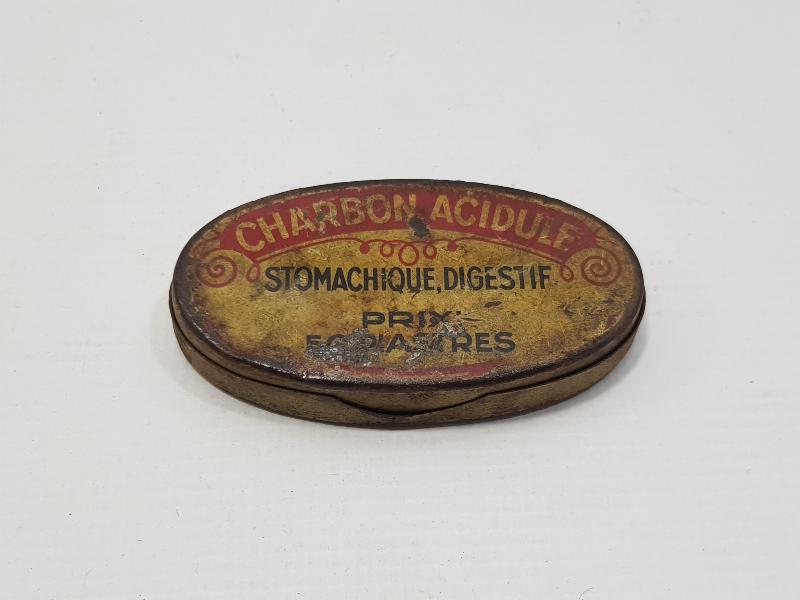 CHARBON ACIDULE
STOMACHIQUE, DIGESTIF
PRIX:
PIASTRES